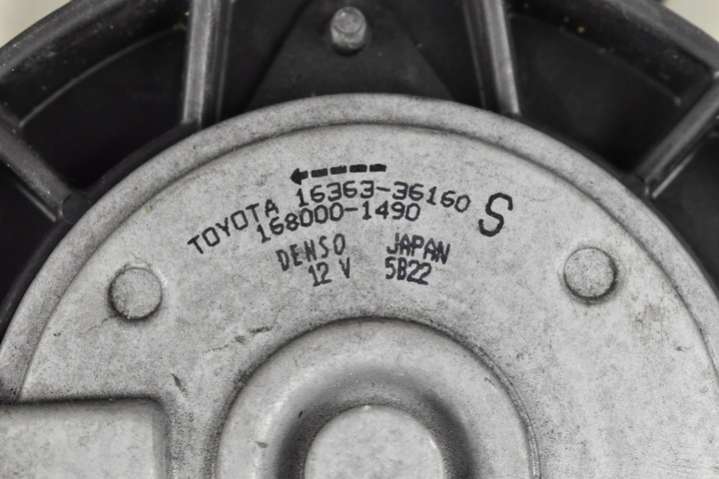 TOYOTA 16363-36160 S
168000-1490
DENSO JAPAN
12 V 5B22